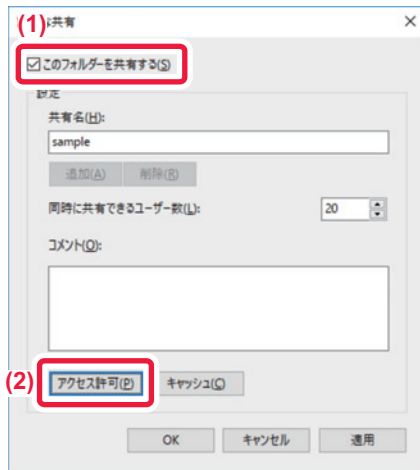 (1)
共有
このフォルダーを共有する(S)
設定
共有名(H):
sample
追加(A) 削除(R)
同時に共有できるユーザー数(L): 20
コメント(O):
(2) アクセス許可(P) キャッシュ(C)
OK キャンセル 適用